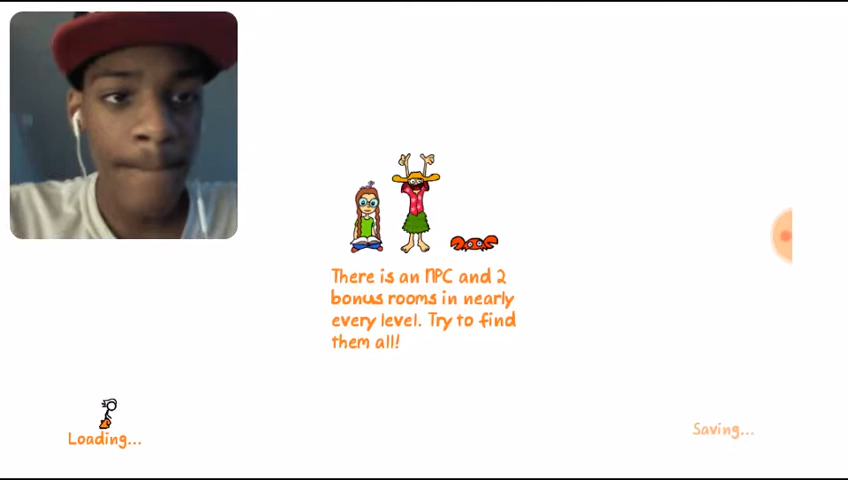 There is an NPC and 2
bonus rooms in nearly
every level. Try to find
them all!
Loading...
Saving...